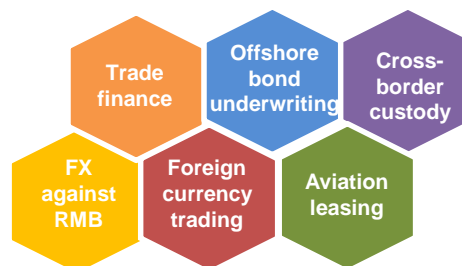 Trade
finance
Offshore
bond
underwriting
Cross-
border
custody
FX
against
RMB
Foreign
currency
trading
Aviation
leasing